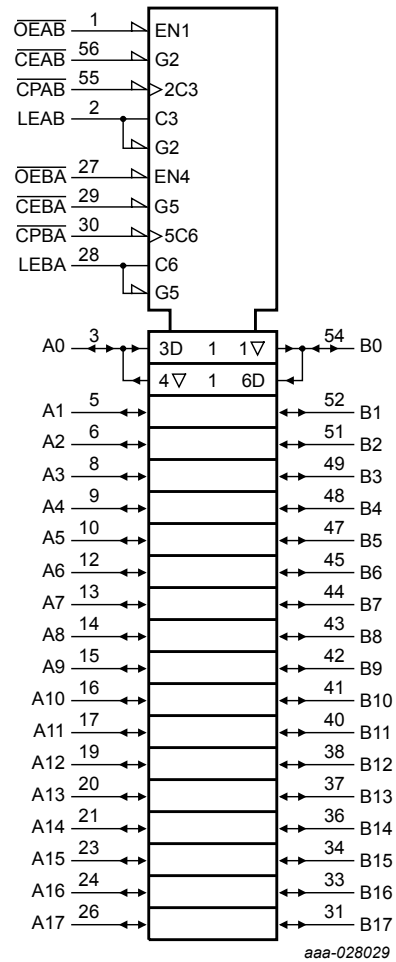 OEAB 1 EN1
CEAB 56 G2
CPAB 55 2C3
LEAB 2 C3
G2
OEBA 27 EN4
CEBA 29 G5
CPBA 30 5C6
LEBA 28 C6
G5
A0 3 3D 1 1▽ 54 B0
4▽ 1 6D
A1 5 52 B1
A2 6 51 B2
A3 8 49 B3
A4 9 48 B4
A5 10 47 B5
A6 12 45 B6
A7 13 44 B7
A8 14 43 B8
A9 15 42 B9
A10 16 41 B10
A11 17 40 B11
A12 19 38 B12
A13 20 37 B13
A14 21 36 B14
A15 23 34 B15
A16 24 33 B16
A17 26 31 B17
aaa-028029